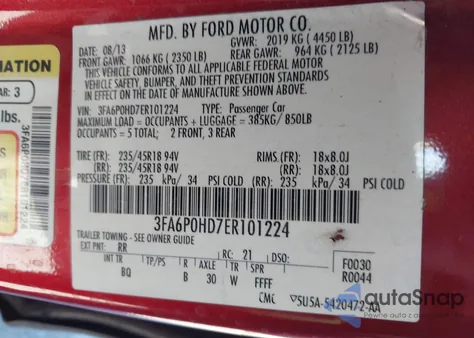 MFD. BY FORD MOTOR CO.
DATE: 08/13 GVWR: 2019 KG ( 4450 LB)
FRONT GAWR: 1066 KG ( 2350 LB) REAR GAWR: 964 KG ( 2125 LB)
THIS VEHICLE CONFORMS TO ALL APPLICABLE FEDERAL MOTOR
VEHICLE SAFETY, BUMPER, AND THEFT PREVENTION STANDARDS IN
EFFECT ON THE DATE OF MANUFACTURE SHOWN ABOVE.
VIN: 3FA6P0HD7ER101224 TYPE: Passenger Car
MAXIMUM LOAD = OCCUPANTS + LUGGAGE = 385KG / 850LB
OCCUPANTS = 5 TOTAL: 2 FRONT, 3 REAR
TIRE (FR): 235/45R18 94V RIMS (FR): 18x8.0J
(RR): 235/45R18 94V (RR): 18x8.0J
PRESSURE (FR): 235 kPa/ 34 PSI COLD (RR): 235 kPa/ 34 PSI COLD
3FA6P0HD7ER101224
TRAILER TOWING - SEE OWNER GUIDE
EXT PNT: RR RC: 21 DSO: F0030
INT TR TP/PS R AXLE TR SPR R0044
BQ B 30 W FFFF
CMC 5U5A-5420472-AA
MATION
AR: 3
lbs.
3FA6P0HD7ER101224
autaSnap
Pewne auta z